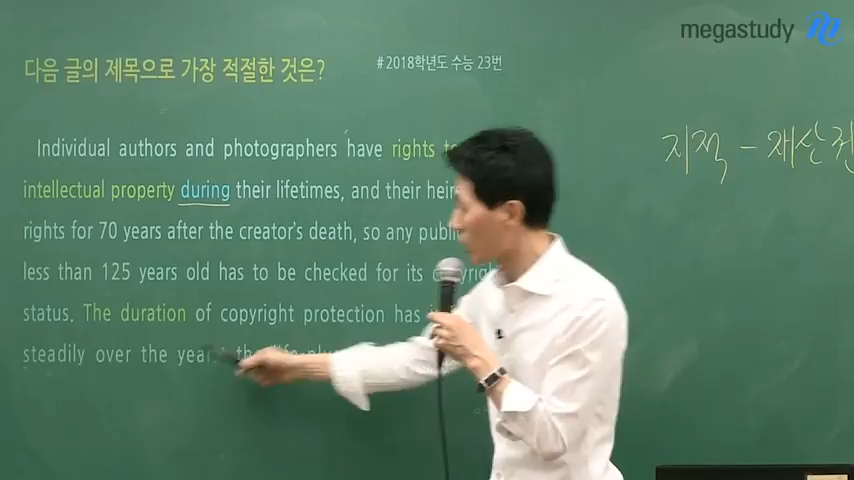 megastudy
다음 글의 제목으로 가장 적절한 것은?
#2018학년도 수능 23번
지적 - 재산권
Individual authors and photographers have rights to
intellectual property during their lifetimes, and their heirs
rights for 70 years after the creator's death, so any
less than 125 years old has to be checked for its
status. The duration of copyright protection has
steadily over the